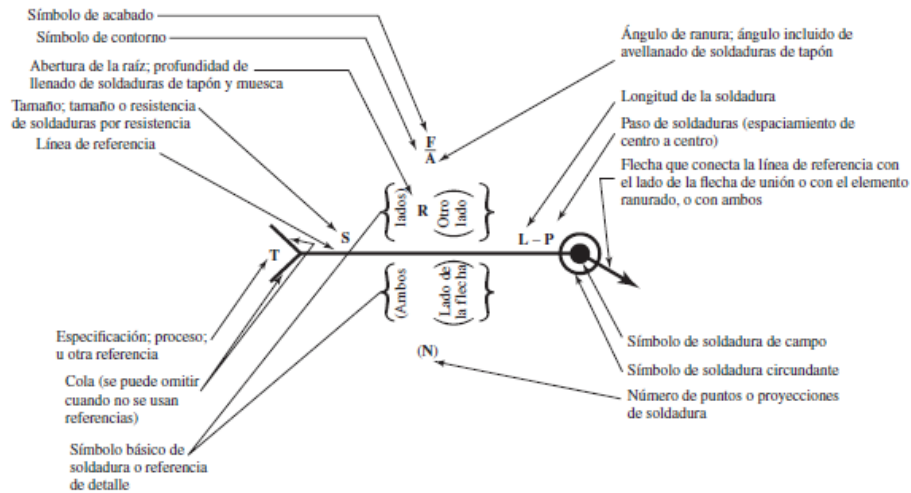 Símbolo de acabado
Símbolo de contorno
Abertura de la raíz; profundidad de
llenado de soldaduras de tapón y muesca
Tamaño; tamaño o resistencia
de soldaduras por resistencia
Línea de referencia
Ángulo de ranura; ángulo incluido de
avellanado de soldaduras de tapón
Longitud de la soldadura
Paso de soldaduras (espaciamiento de
centro a centro)
Flecha que conecta la línea de referencia con
el lado de la flecha de unión o con el elemento
ranurado, o con ambos
F
A
R
lados)
(Otro
lado)
S
L – P
T
(Ambos
(Lado de
la flecha)
(N)
Especificación; proceso;
u otra referencia
Cola (se puede omitir
cuando no se usan
referencias)
Símbolo básico de
soldadura o referencia
de detalle
Símbolo de soldadura de campo
Símbolo de soldadura circundante
Número de puntos o proyecciones
de soldadura